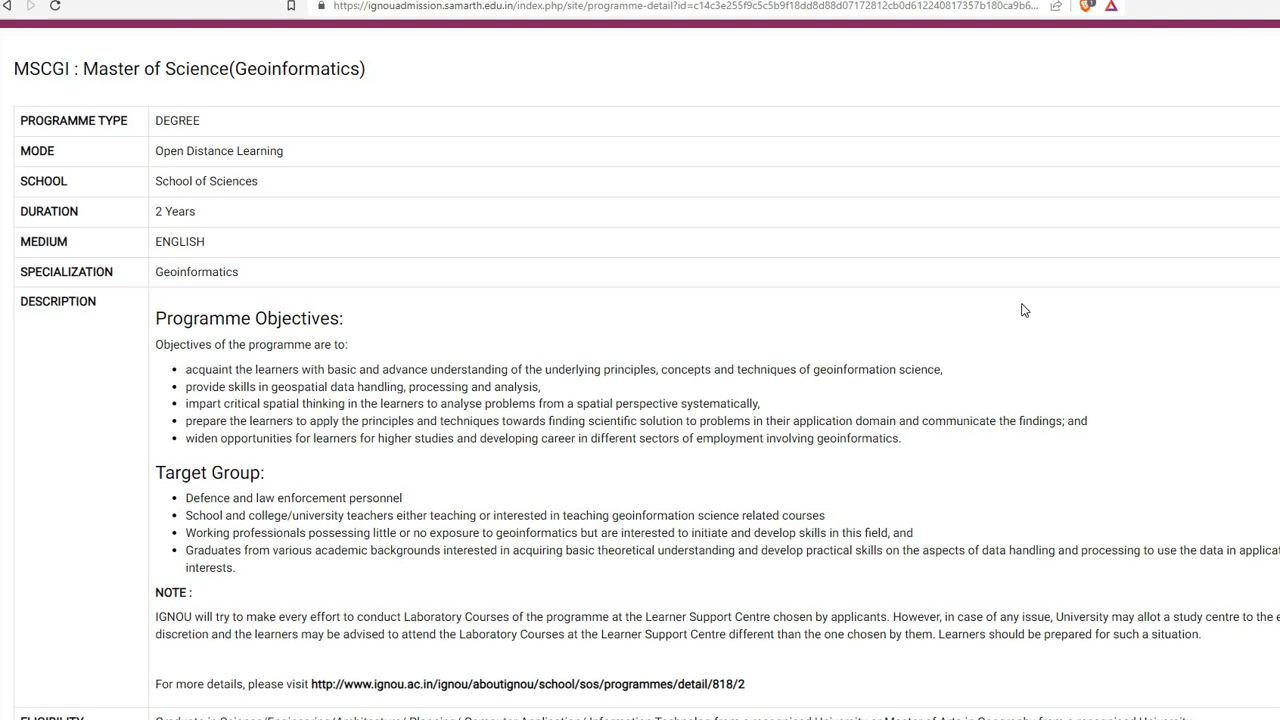 https://ignouadmission.samarth.edu.in/index.php/site/programme-detail?id=c14c3e255f9c5c5b9f18dd8d88d07172812cb0d612240817357b180ca9b6...
MSCGI : Master of Science(Geoinformatics)
PROGRAMME TYPE DEGREE
MODE Open Distance Learning
SCHOOL School of Sciences
DURATION 2 Years
MEDIUM ENGLISH
SPECIALIZATION Geoinformatics
DESCRIPTION
Programme Objectives:
Objectives of the programme are to:
• acquaint the learners with basic and advance understanding of the underlying principles, concepts and techniques of geoinformation science,
• provide skills in geospatial data handling, processing and analysis,
• impart critical spatial thinking in the learners to analyse problems from a spatial perspective systematically,
• prepare the learners to apply the principles and techniques towards finding scientific solution to problems in their application domain and communicate the findings; and
• widen opportunities for learners for higher studies and developing career in different sectors of employment involving geoinformatics.
Target Group:
• Defence and law enforcement personnel
• School and college/university teachers either teaching or interested in teaching geoinformation science related courses
• Working professionals possessing little or no exposure to geoinformatics but are interested to initiate and develop skills in this field, and
• Graduates from various academic backgrounds interested in acquiring basic theoretical understanding and develop practical skills on the aspects of data handling and processing to use the data in applicat
interests.
NOTE :
IGNOU will try to make every effort to conduct Laboratory Courses of the programme at the Learner Support Centre chosen by applicants. However, in case of any issue, University may allot a study centre to the e
discretion and the learners may be advised to attend the Laboratory Courses at the Learner Support Centre different than the one chosen by them. Learners should be prepared for such a situation.
For more details, please visit http://www.ignou.ac.in/ignou/aboutignou/school/sos/programmes/detail/818/2